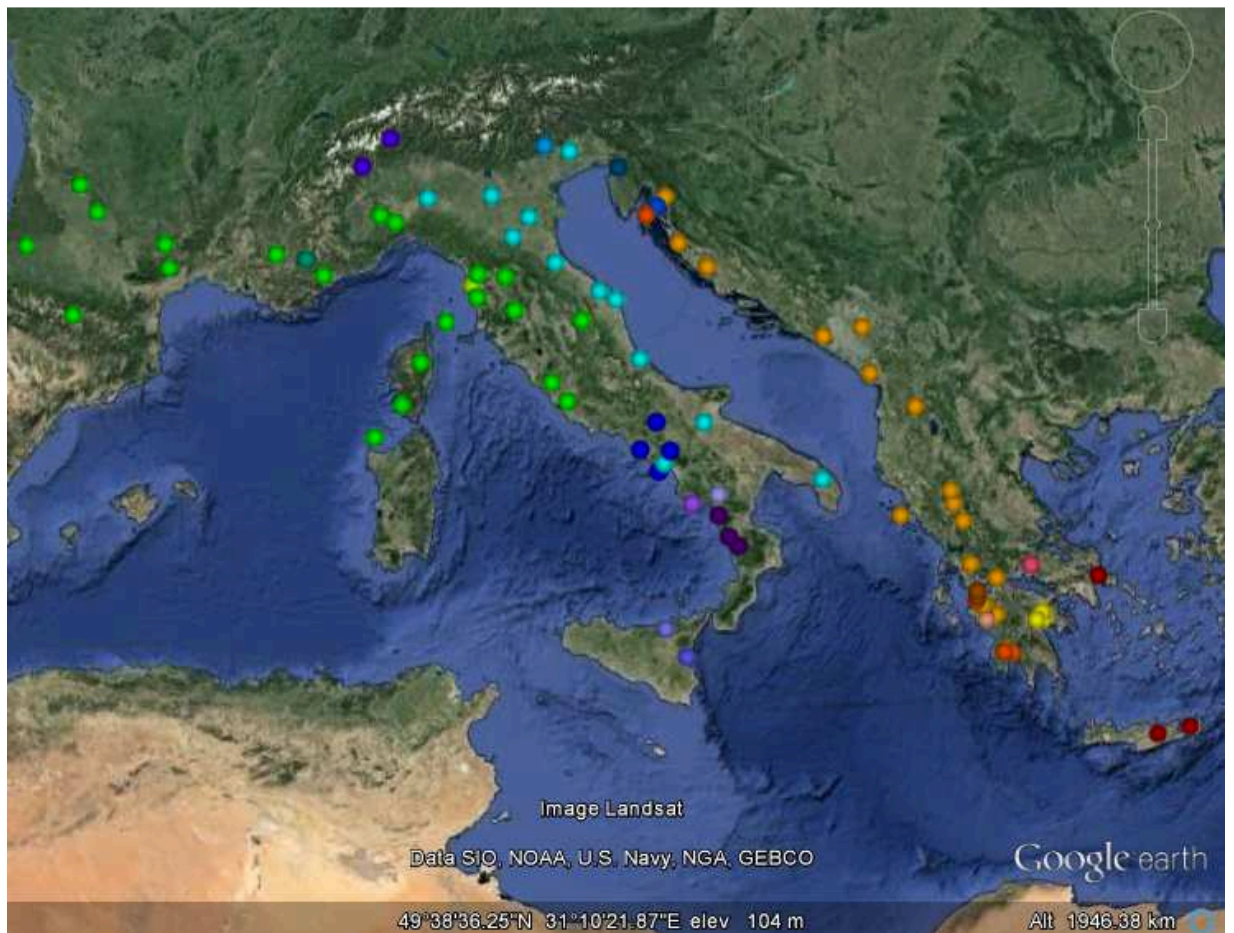 Image Landsat
Data SIO, NOAA, U.S. Navy, NGA, GEBCO
Google earth
49°38'36.25"N 31°10'21.87"E elev 104 m
Alt 1946.38 km